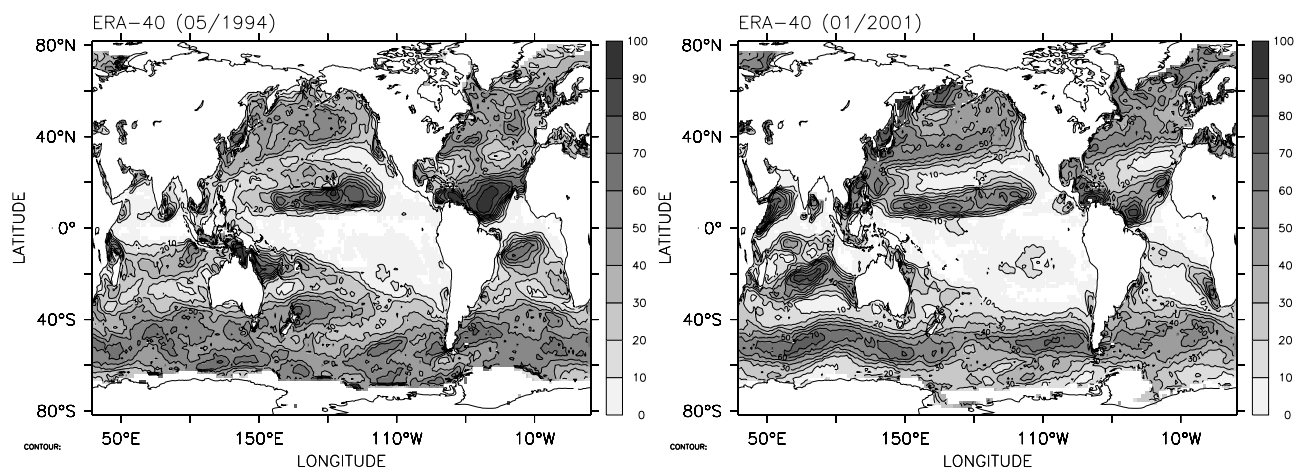 ERA-40 (05/1994)
80°N
40°N
0°
40°S
80°S
LATITUDE
50°E 150°E 110°W 10°W
LONGITUDE
CONTOUR:
100
90
80
70
60
50
40
30
20
10
0
ERA-40 (01/2001)
80°N
40°N
0°
40°S
80°S
LATITUDE
50°E 150°E 110°W 10°W
LONGITUDE
CONTOUR:
100
90
80
70
60
50
40
30
20
10
0